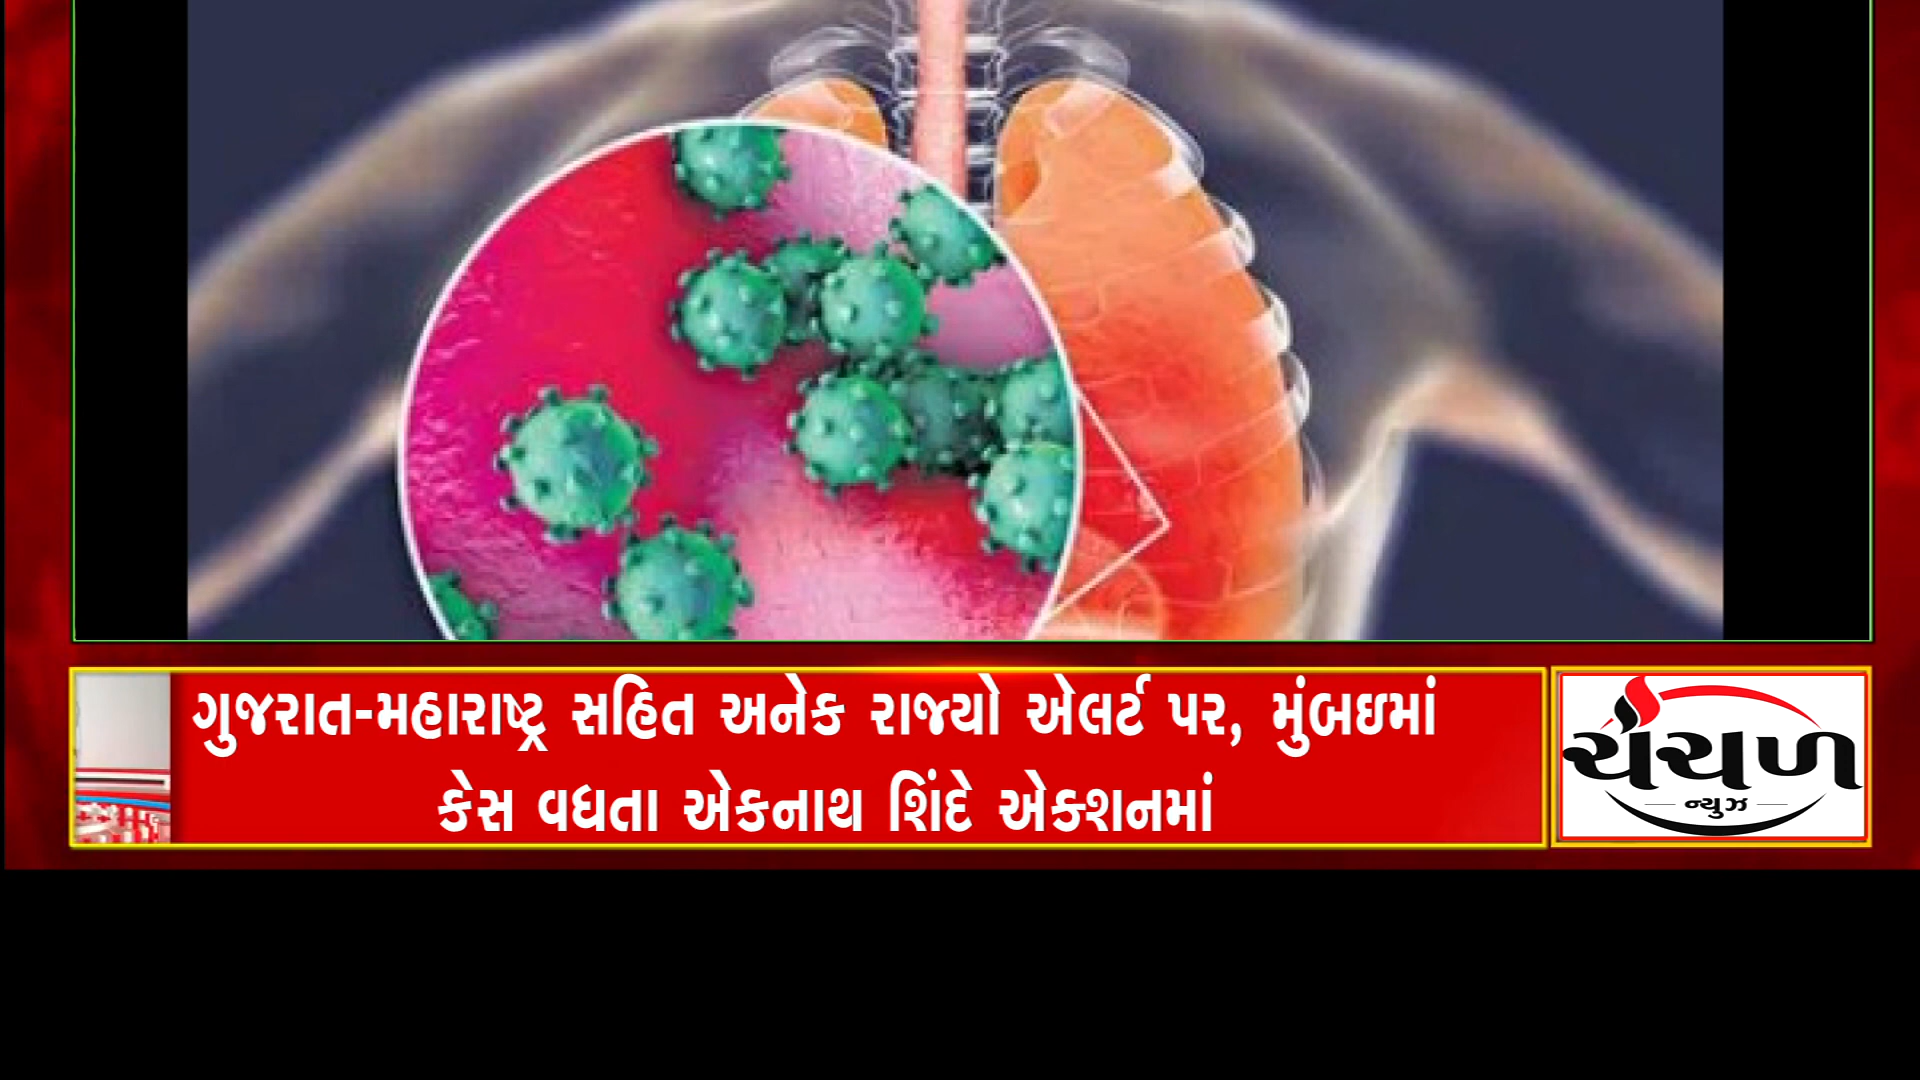 ગુજરાત-મહારાષ્ટ્ર સહિત અનેક રાજ્યો એલર્ટ પર, મુંબઇમાં
કેસ વધતા એકનાથ શિંદે એક્શનમાં
ચંચળ
ન્યુઝ